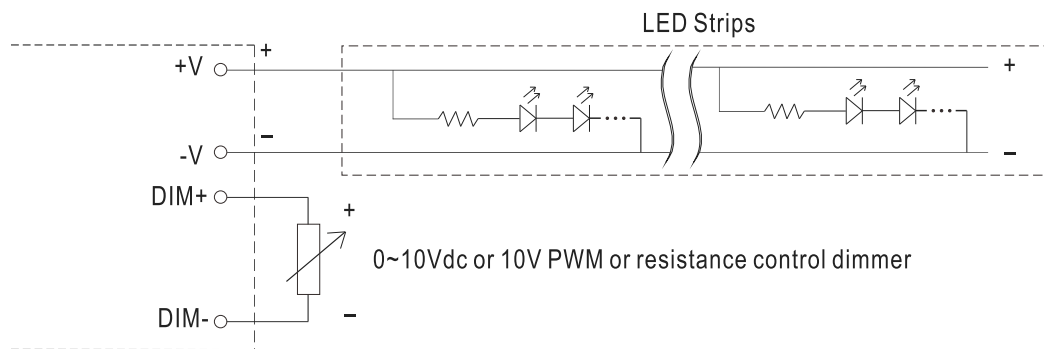 LED Strips
+V
+
+
-V
−
−
DIM+
+
0~10Vdc or 10V PWM or resistance control dimmer
DIM-
−